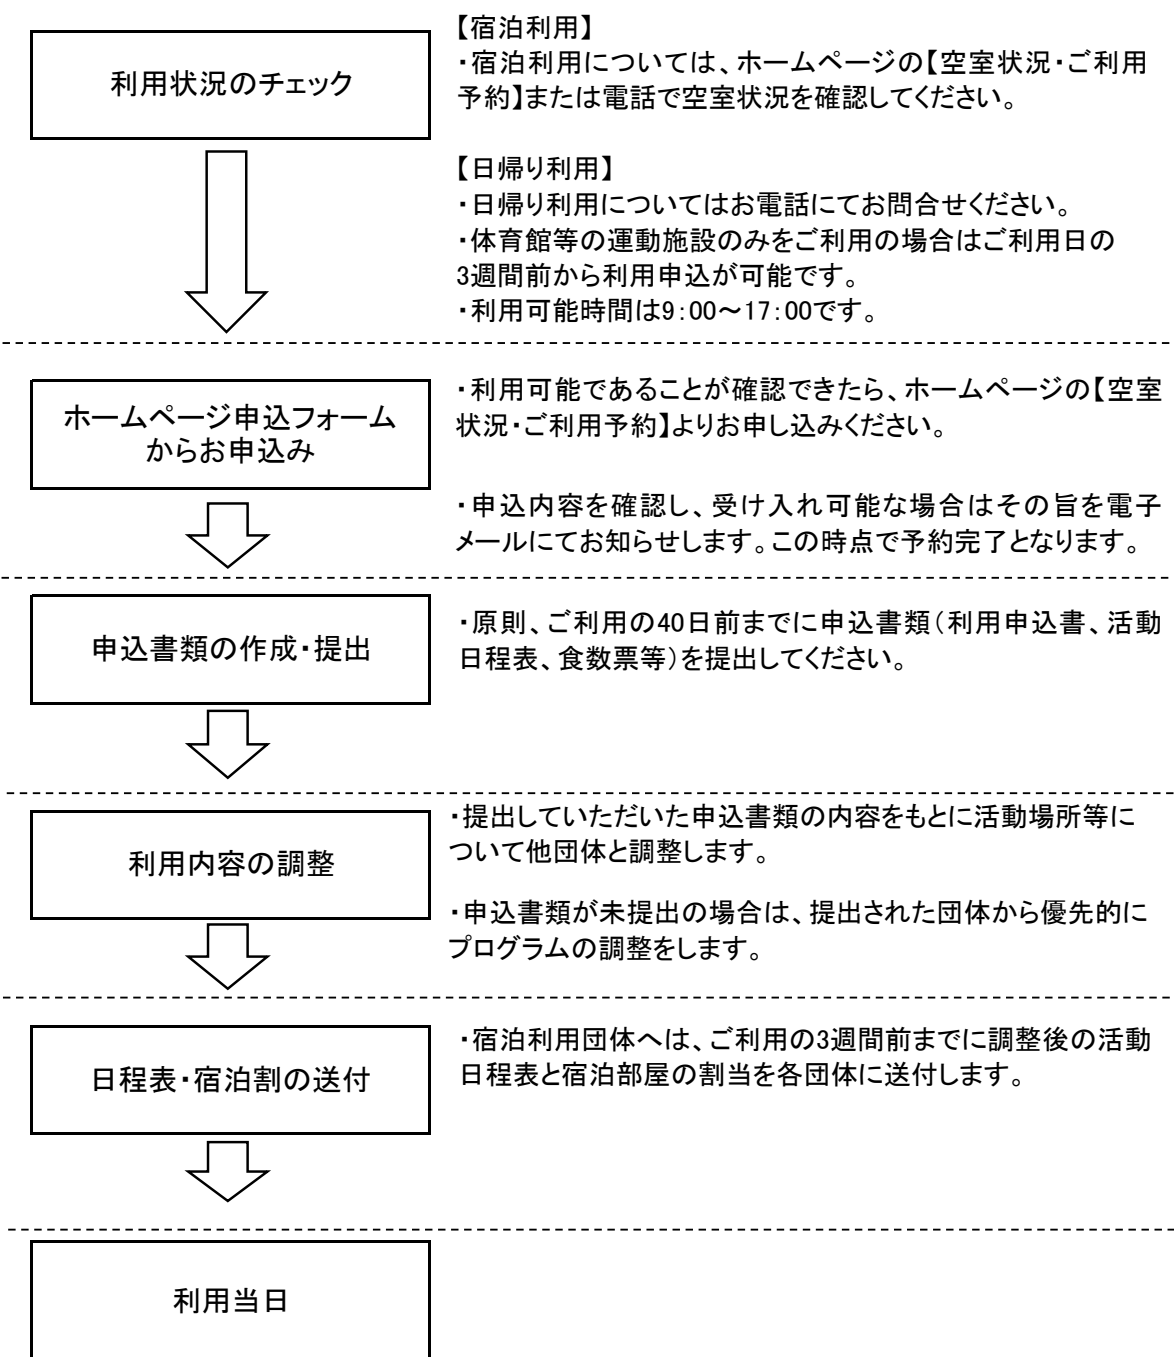 利用状況のチェック
【宿泊利用】
・宿泊利用については、ホームページの【空室状況・ご利用
予約】または電話で空室状況を確認してください。
【日帰り利用】
・日帰り利用についてはお電話にてお問合せください。
・体育館等の運動施設のみをご利用の場合はご利用日の
3週間前から利用申込が可能です。
・利用可能時間は9:00～17:00です。
ホームページ申込フォーム
からお申込み
・利用可能であることが確認できたら、ホームページの【空室
状況・ご利用予約】よりお申し込みください。
・申込内容を確認し、受け入れ可能な場合はその旨を電子
メールにてお知らせします。この時点で予約完了となります。
申込書類の作成・提出
・原則、ご利用の40日前までに申込書類（利用申込書、活動
日程表、食数票等）を提出してください。
利用内容の調整
・提出していただいた申込書類の内容をもとに活動場所等に
ついて他団体と調整します。
・申込書類が未提出の場合は、提出された団体から優先的に
プログラムの調整をします。
日程表・宿泊割の送付
・宿泊利用団体へは、ご利用の3週間前までに調整後の活動
日程表と宿泊部屋の割当を各団体に送付します。
利用当日